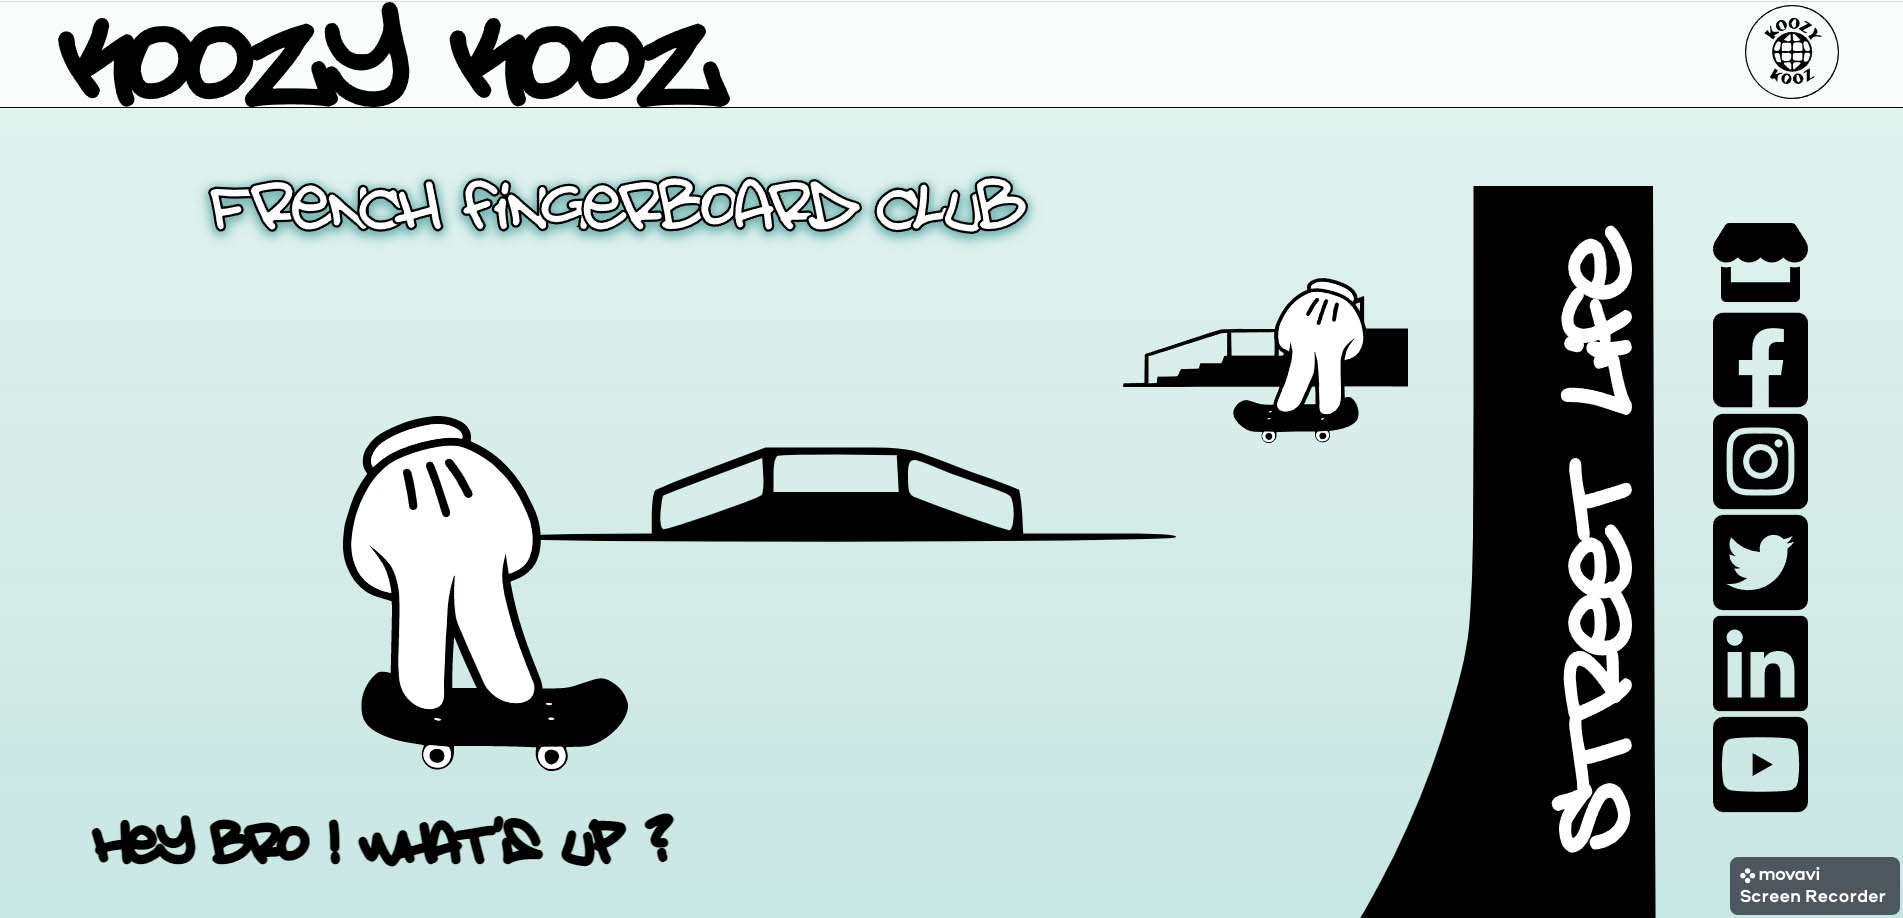 KOOZY KOOZ
KOOZY
KOOZ
FRENCH FINGERBOARD CLUB
STREET LIFE
HEY BRO ! WHAT'S UP ?
movavi
Screen Recorder